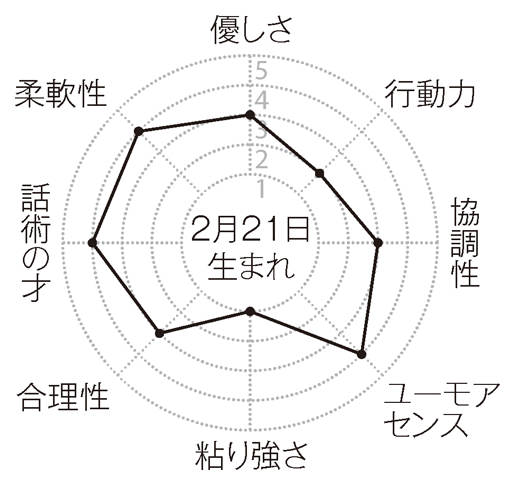 優しさ
行動力
協調性
ユーモア
センス
粘り強さ
合理性
話術の才
柔軟性
5
4
3
2
1
2月21日
生まれ